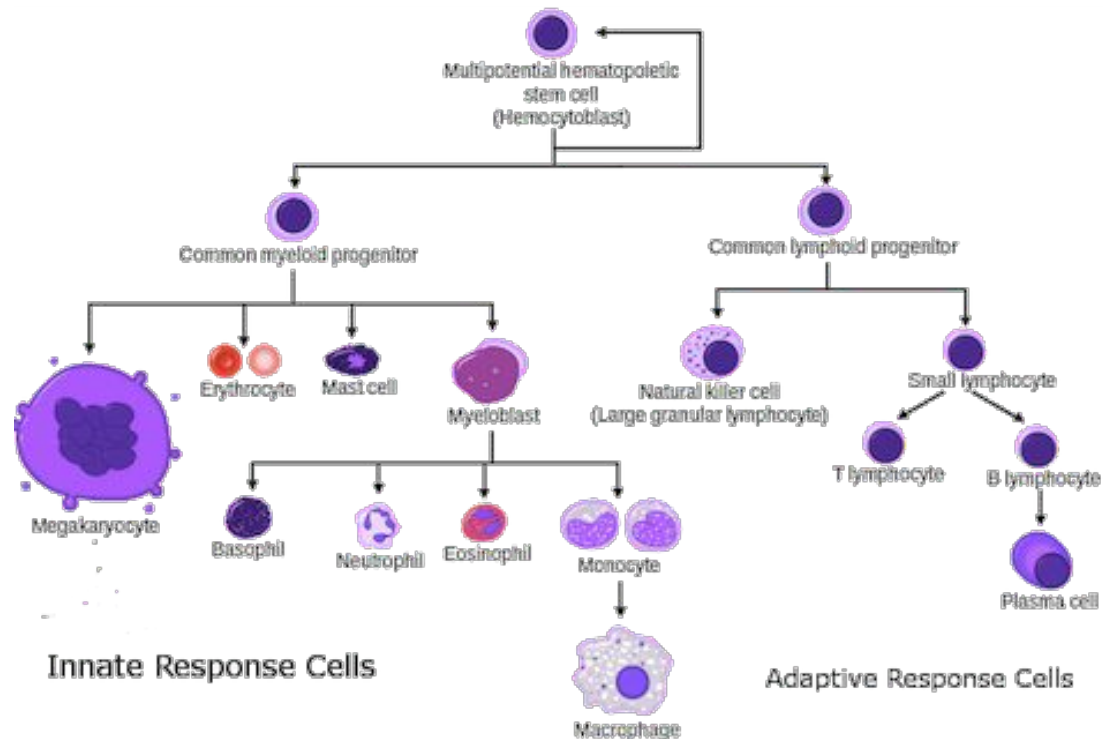 Multipotential hematopoletic
stem cell
(Hemocytoblast)
Common myeloid progenitor
Common lymphoid progenitor
Erythrocyte
Mast cell
Myeloblast
Natural killer cell
(Large granular lymphocyte)
Small lymphocyte
T lymphocyte
B lymphocyte
Megakaryocyte
Basophil
Neutrophil
Eosinophil
Monocyte
Plasma cell
Innate Response Cells
Adaptive Response Cells
Macrophage